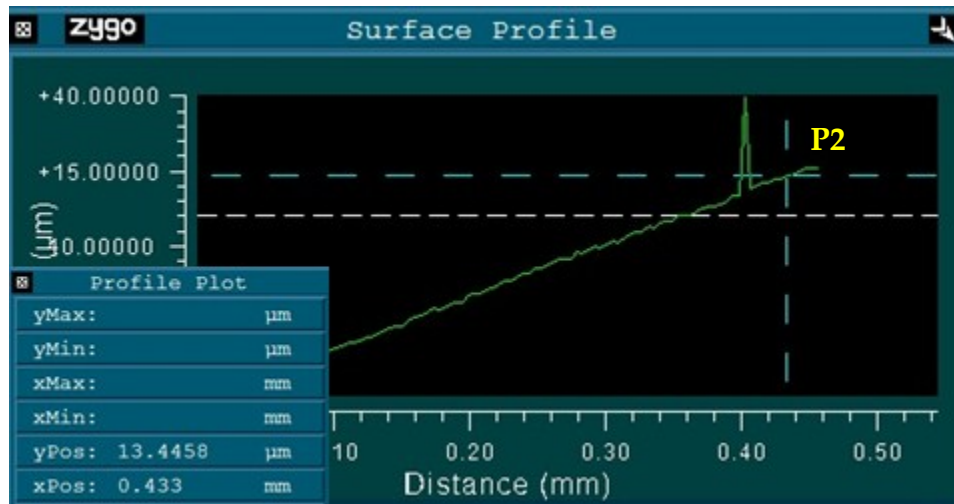 zygo Surface Profile
+40.00000
+15.00000
P2
(µm)
10.00000
Profile Plot
yMax: µm
yMin: µm
xMax: mm
xMin: mm
yPos: 13.4458 µm
xPos: 0.433 mm
10 0.20 0.30 0.40 0.50
Distance (mm)